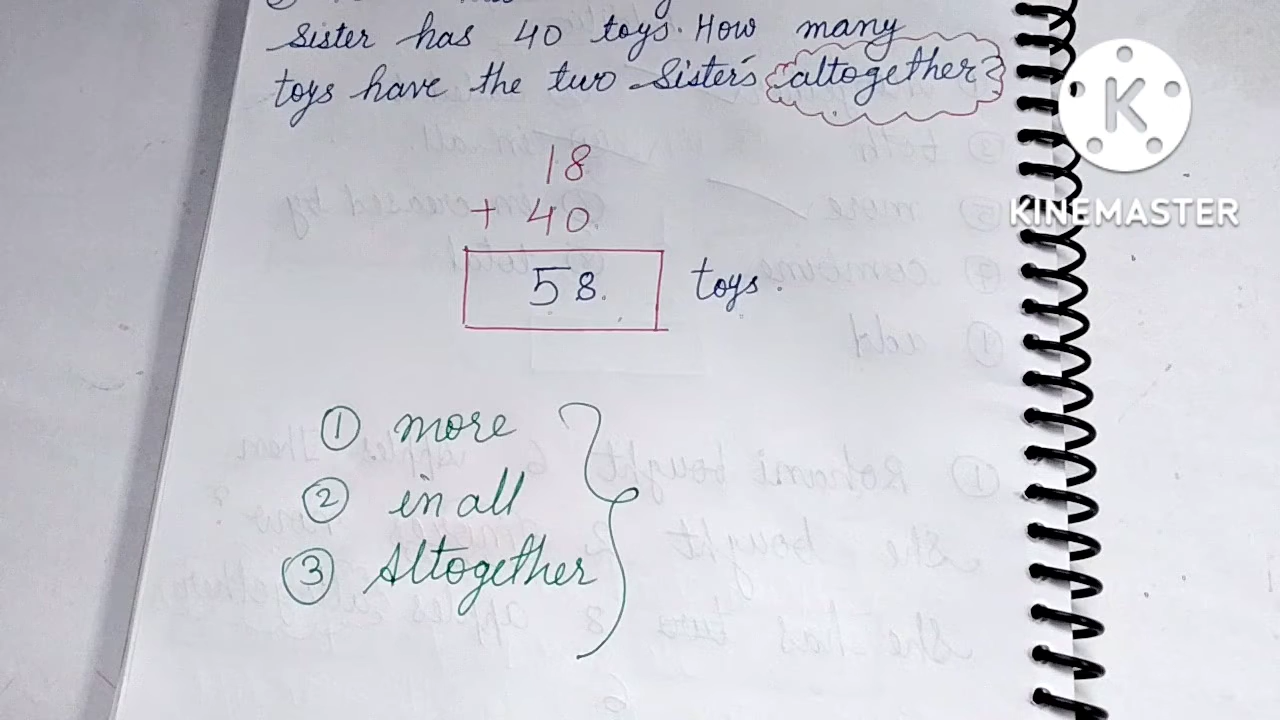 Sister has 40 toys. How many
toys have the two Sister's altogether?
18
+ 40
58 toys.
① more
② in all
③ Altogether
K
KINEMASTER